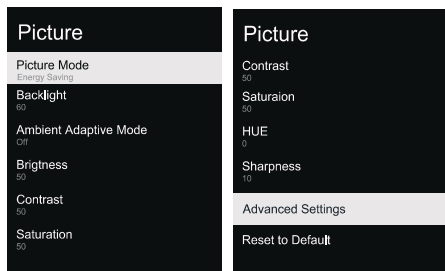 Picture
Picture Mode
Energy Saving
Backlight
60
Ambient Adaptive Mode
Off
Brigtness
50
Contrast
50
Saturation
50
Picture
Contrast
50
Saturaion
50
HUE
0
Sharpness
10
Advanced Settings
Reset to Default